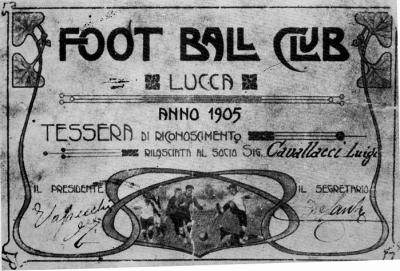 FOOT BALL CLUB
LUCCA
ANNO 1905
TESSERA DI RICONOSCIMENTO
RILASCIATA AL SOCIO SIG. Cavallacci Luigi
IL PRESIDENTE IL SEGRETARIO